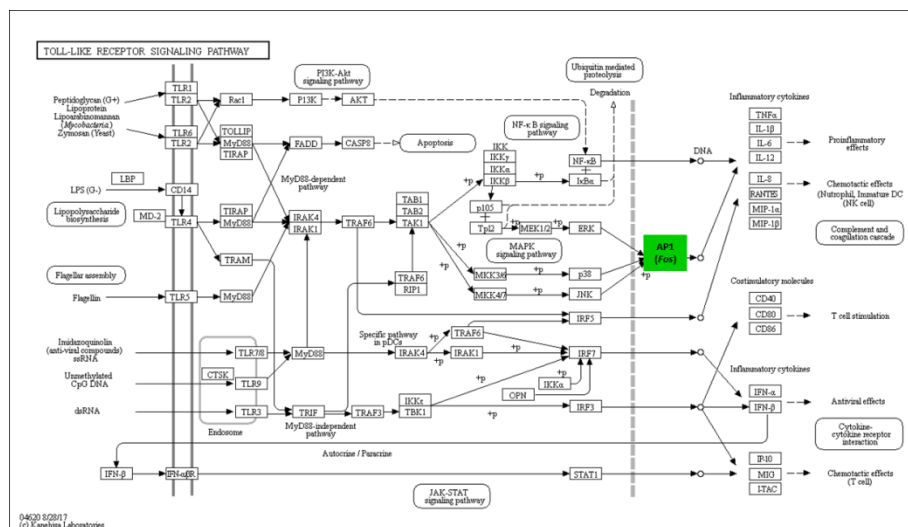 TOLL-LIKE RECEPTOR SIGNALING PATHWAY
Peptidoglycan (G+)
Lipoprotein
Lipoarabinomannan
(Mycobacteria)
Zymosan (Yeast)
TLR1
TLR2
TLR6
TLR2
Rac1
PI3K
AKT
PI3K-Akt
signaling pathway
TOLLIP
MyD88
TIRAP
FADD
CASP8
Apoptosis
MyD88-dependent
pathway
LPS (G-)
LBP
CD14
Lipopolysaccharide
biosynthesis
MD-2
TLR4
TIRAP
MyD88
TRAM
IRAK4
IRAK1
TRAF6
TAB1
TAB2
TAK1
TRAF6
RIP1
Flagellar assembly
Flagellin
TLR5
MyD88
Ubiquitin mediated
proteolysis
Degradation
NF-κB signaling
pathway
IKK
IKKγ
IKKα
IKKβ
+p
+p
NF-κB
IκBα
p105
Tpl2
+p
MEK1/2
+p
ERK
MAPK
signaling pathway
+p
MKK3/6
+p
p38
+p
MKK4/7
+p
JNK
AP1
(Fos)
+p
DNA
IRF5
Imidazoquinolin
(anti-viral compounds)
ssRNA
TLR7/8
MyD88
Specific pathway
in pDCs
IRAK4
+p
IRAK1
+p
TRAF6
+p
IRF7
Unmethylated
CpG DNA
CTSK
TLR9
IKKα
OPN
dsRNA
TLR3
Endosome
TRIF
TRAF3
IKKε
TBK1
+p
+p
IRF3
MyD88-independent
pathway
Autocrine / Paracrine
IFN-β
IFN-αβR
STAT1
JAK-STAT
signaling pathway
Inflammatory cytokines
TNFα
IL-1β
IL-6
IL-12
Proinflammatory
effects
IL-8
RANTES
MIP-1α
MIP-1β
Chemotactic effects
(Nutrophil, Immature DC)
(NK cell)
Complement and
coagulation cascade
Costimulatory molecules
CD40
CD80
CD86
T cell stimulation
Inflammatory cytokines
IFN-α
IFN-β
Antiviral effects
Cytokine-
cytokine receptor
interaction
IP-10
MIG
I-TAC
Chemotactic effects
(T cell)
04620 8/28/17
(c) Kanehisa Laboratories